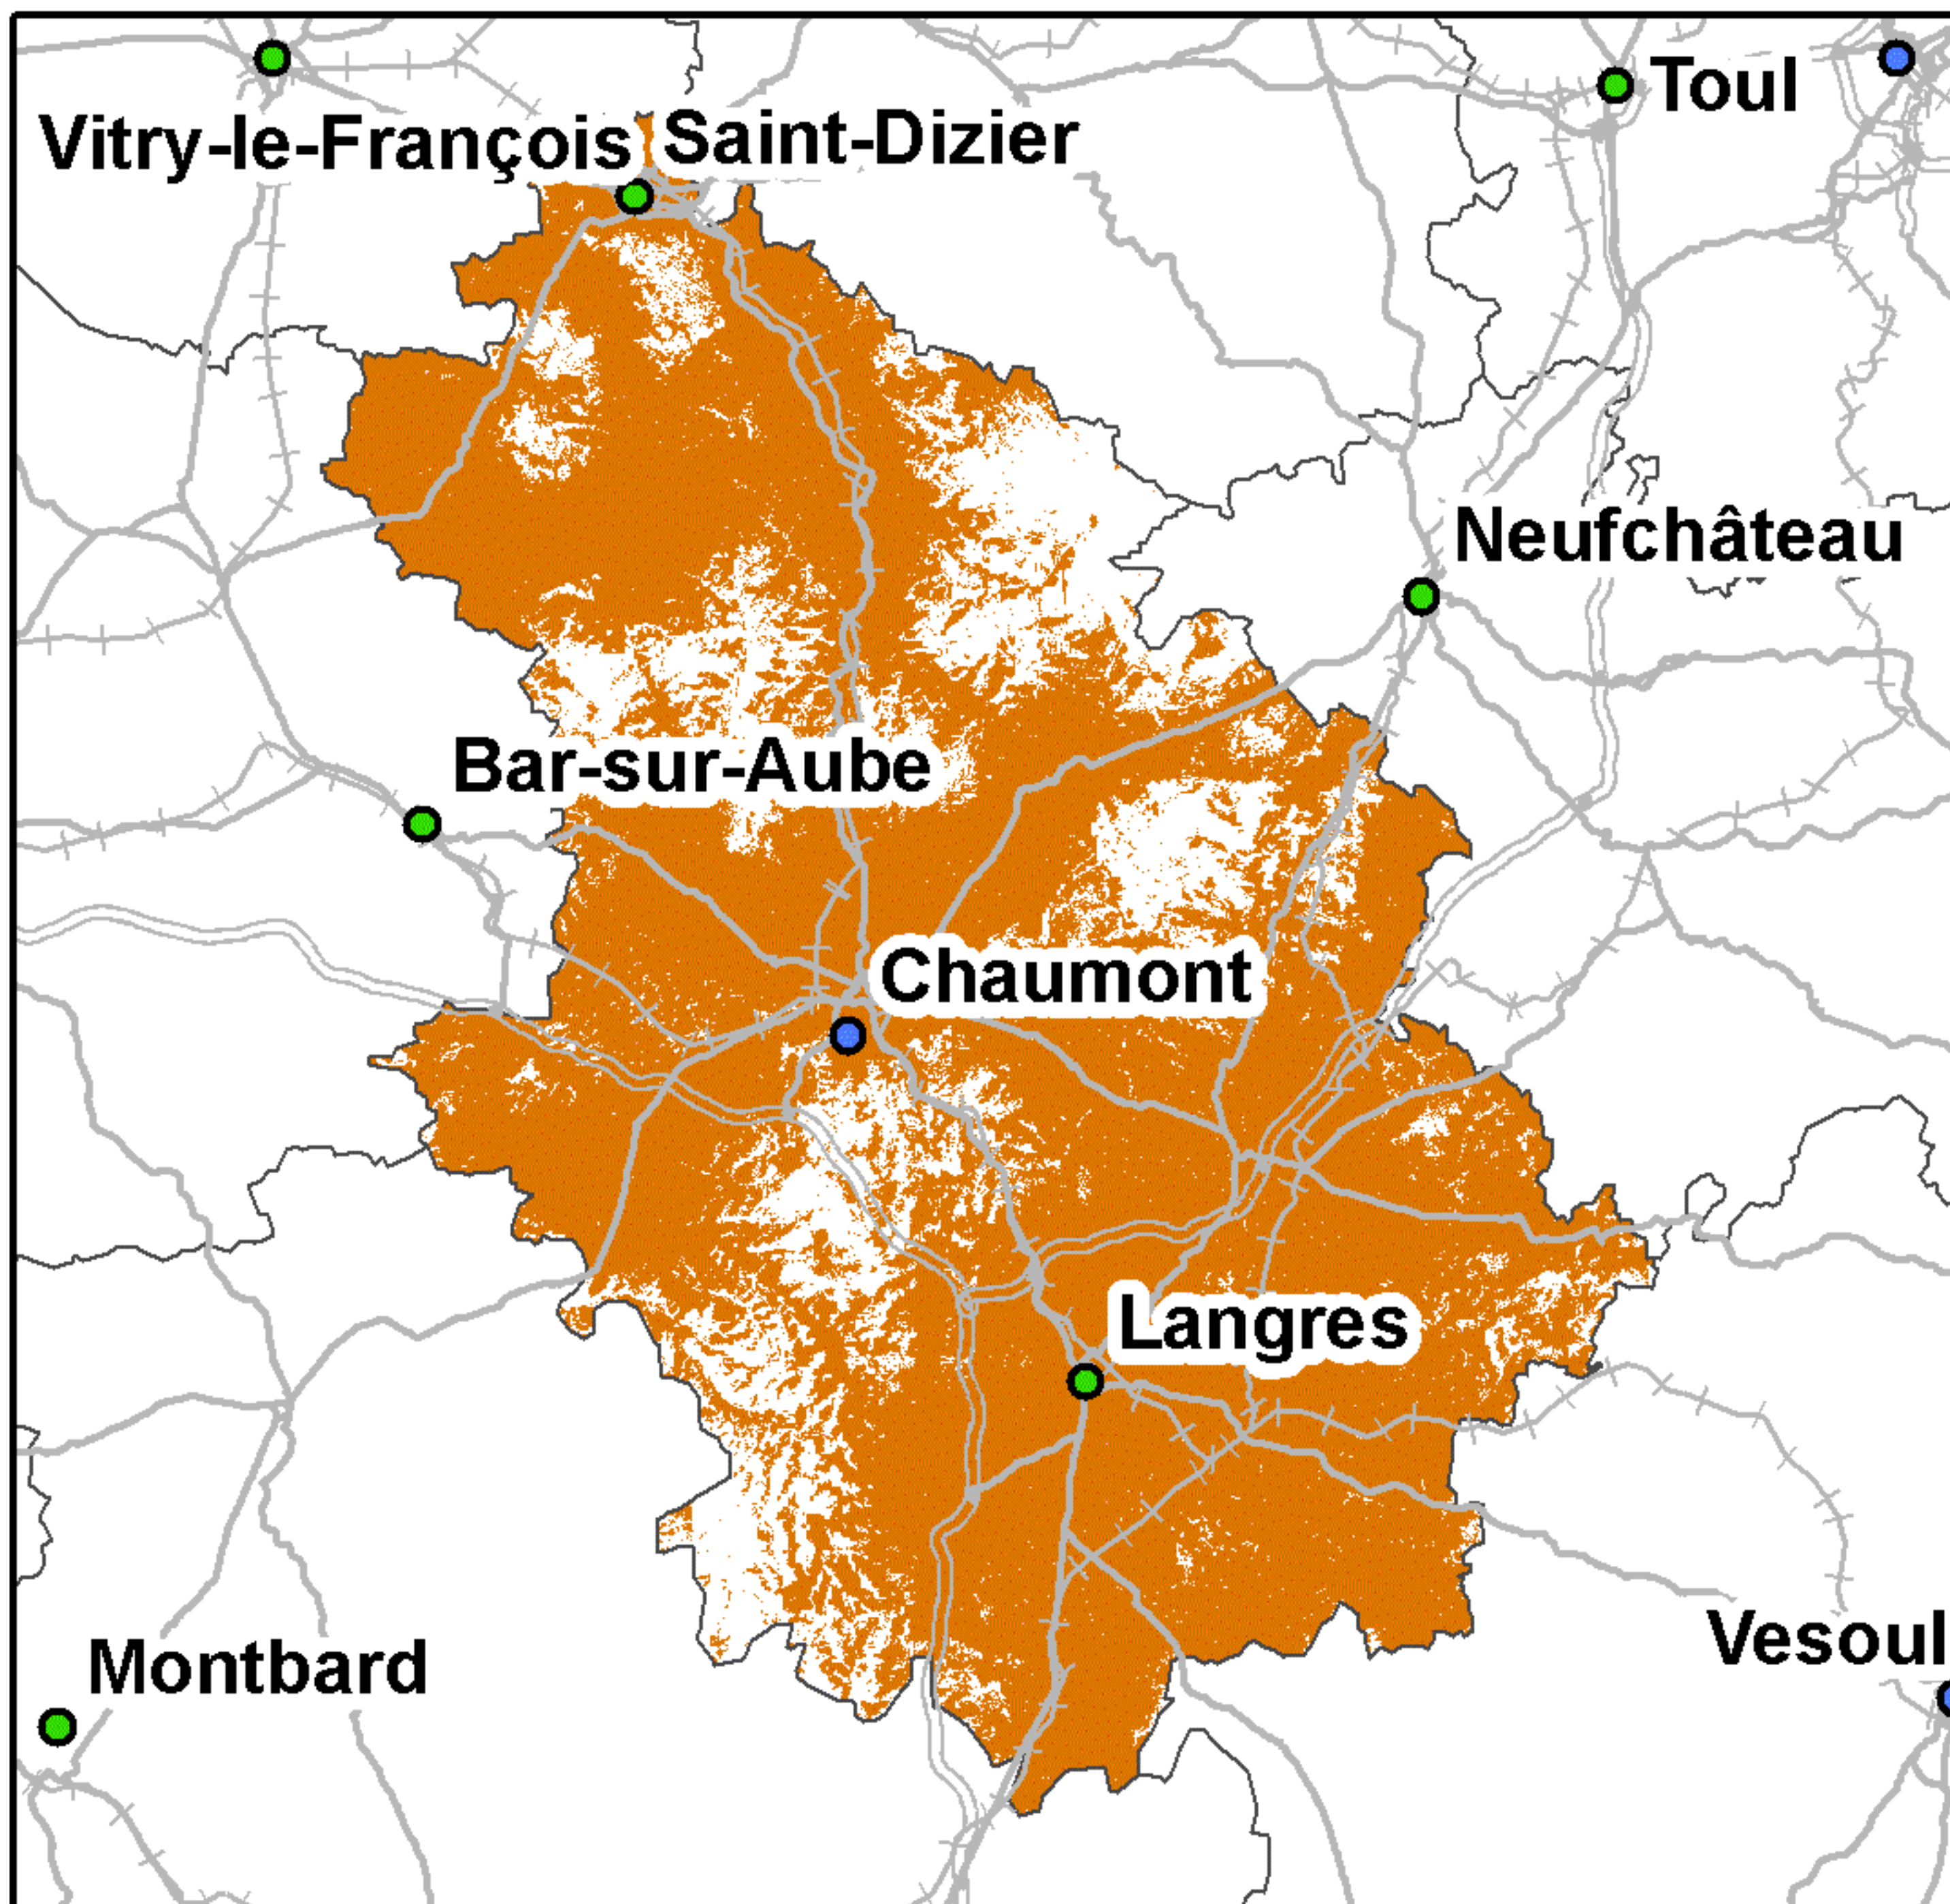 Toul
Vitry-le-François
Saint-Dizier
Neufchâteau
Bar-sur-Aube
Chaumont
Langres
Montbard
Vesoul